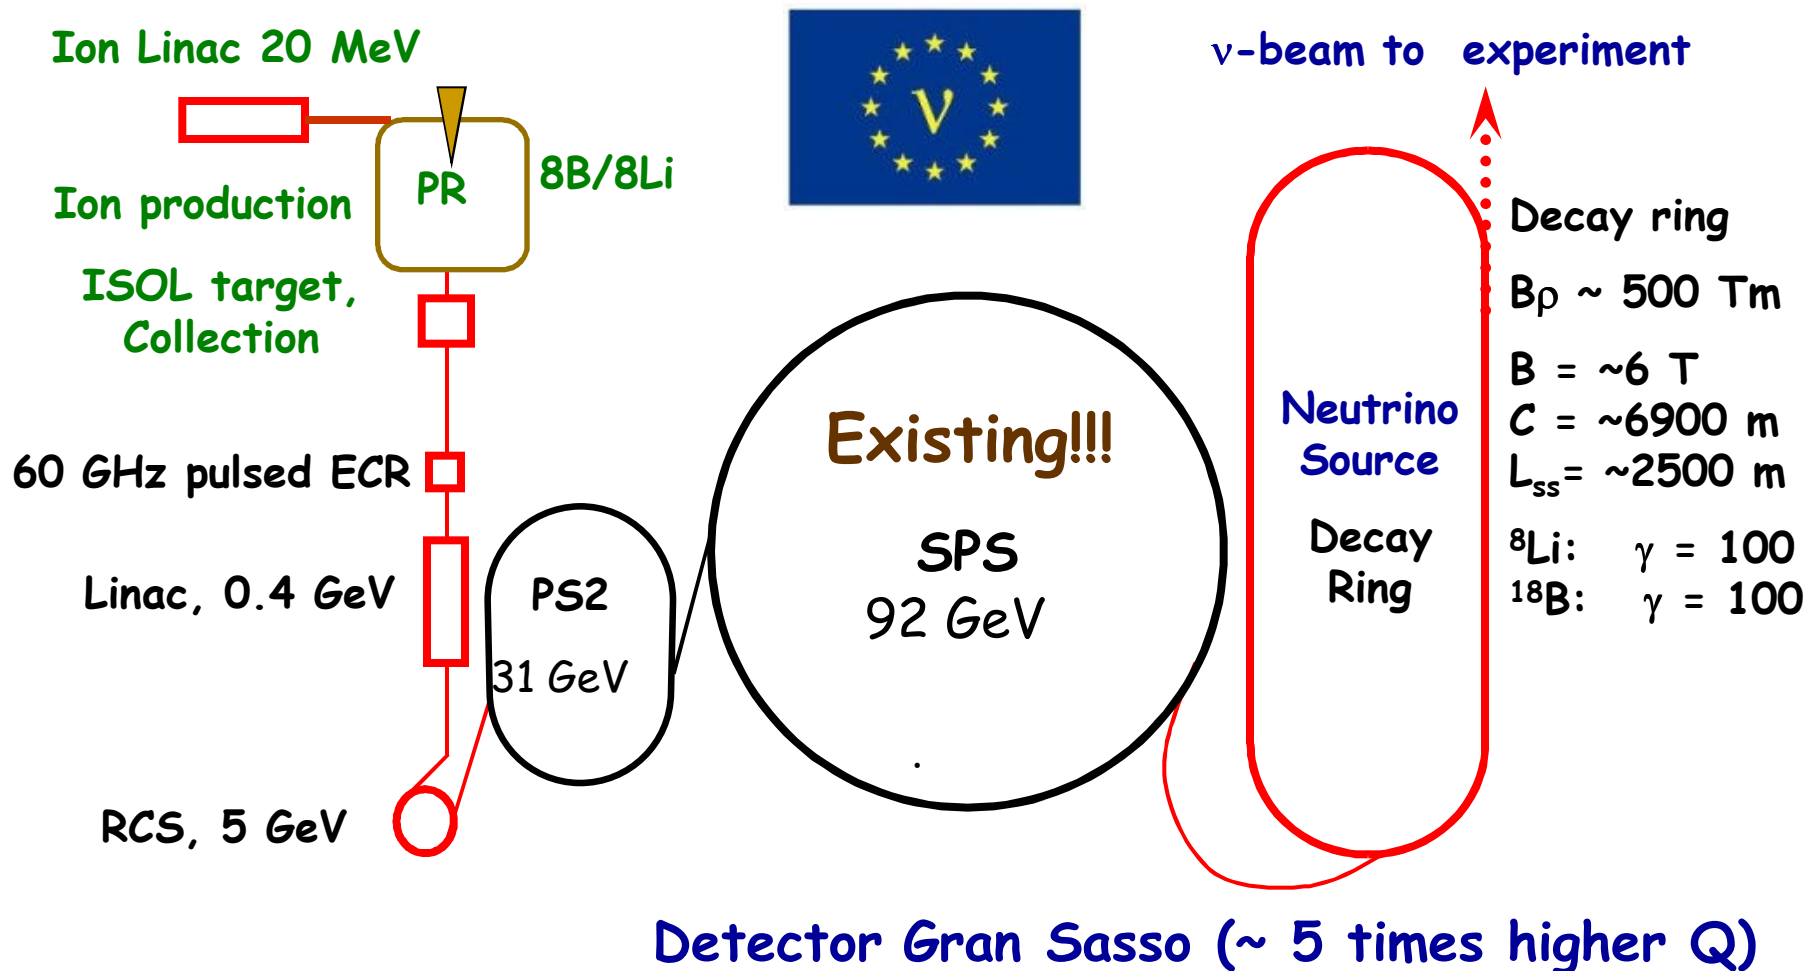 Ion Linac 20 MeV
ν-beam to experiment
ν
PR
8B/8Li
Ion production
Decay ring
ISOL target,
Collection
Bρ ~ 500 Tm
B = ~6 T
C = ~6900 m
Lss= ~2500 m
Existing!!!
Neutrino
Source
60 GHz pulsed ECR
SPS
92 GeV
Decay
Ring
8Li: γ = 100
18B: γ = 100
Linac, 0.4 GeV
PS2
31 GeV
.
RCS, 5 GeV
Detector Gran Sasso (~ 5 times higher Q)